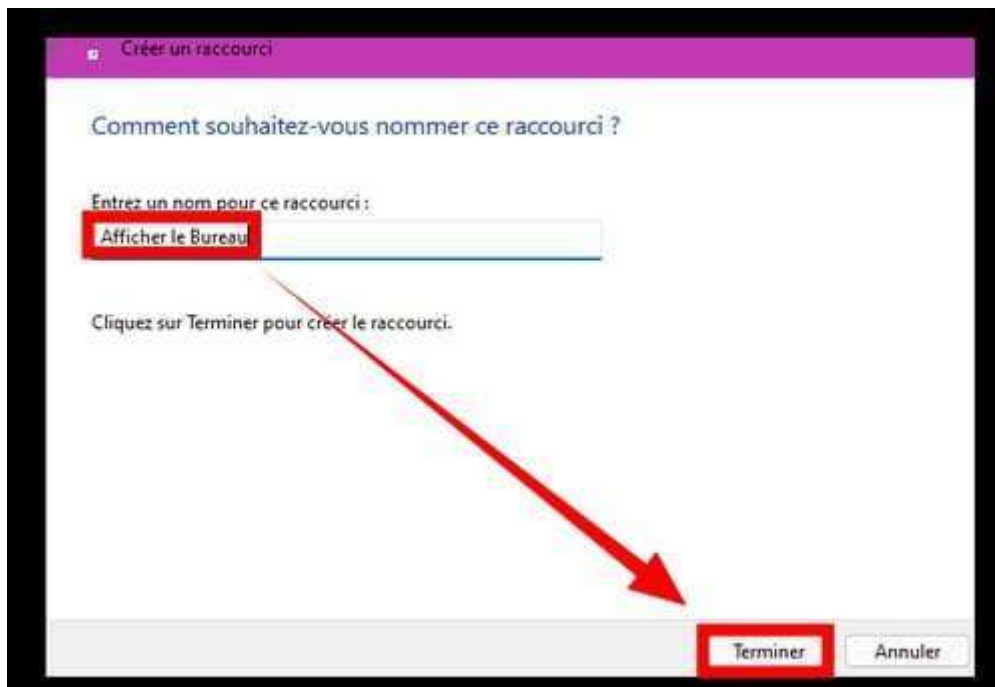 Créer un raccourci
Comment souhaitez-vous nommer ce raccourci ?
Entrez un nom pour ce raccourci :
Afficher le Bureau
Cliquez sur Terminer pour créer le raccourci.
Terminer
Annuler